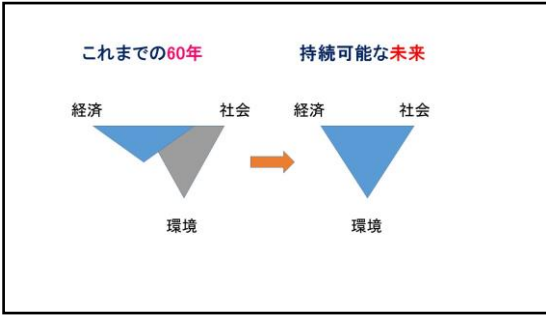 これまでの60年 持続可能な未来
経済 社会 経済 社会
環境 環境